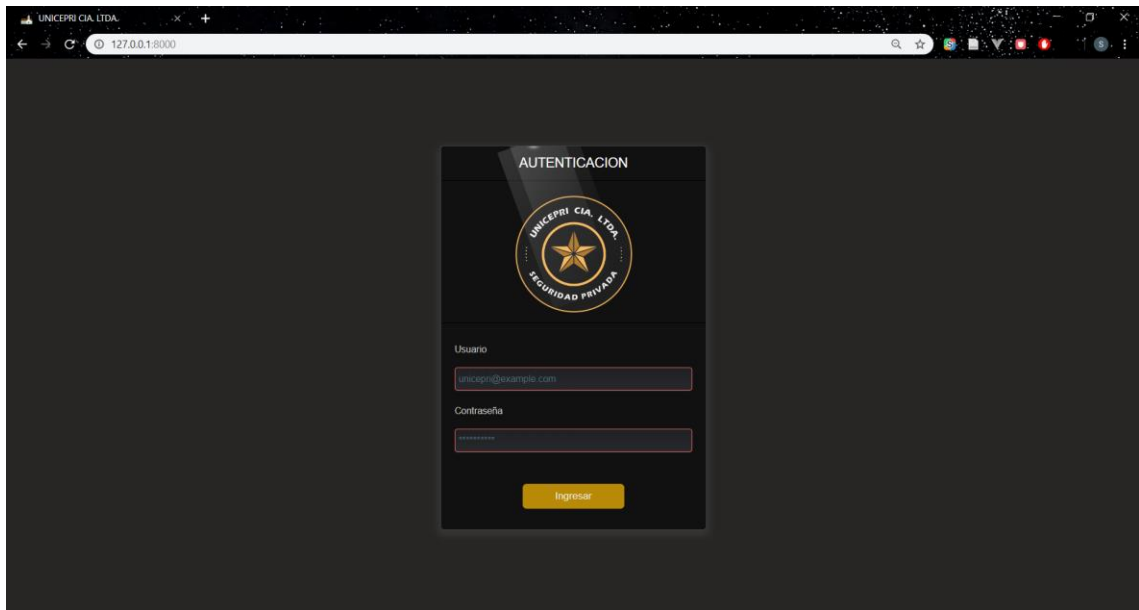 UNICEPRI CIA. LTDA.
127.0.0.1:8000
S
AUTENTICACION
UNICEPRI CIA. LTDA.
SEGURIDAD PRIVADA
Usuario
unicepri@example.com
Contraseña
**********
Ingresar